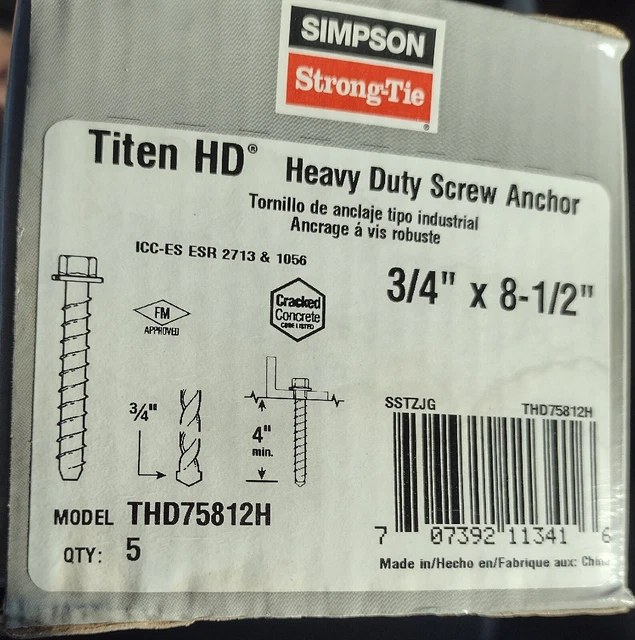 SIMPSON
Strong-Tie
®
Titen HD® Heavy Duty Screw Anchor
Tornillo de anclaje tipo industrial
Ancrage á vis robuste
ICC-ES ESR 2713 & 1056
3/4" x 8-1/2"
FM
APPROVED
Cracked
Concrete
CODE LISTED
3/4"
4"
min.
SSTZJG THD75812H
7 07392 11341 6
MODEL THD75812H
QTY: 5
Made in/Hecho en/Fabrique aux: China